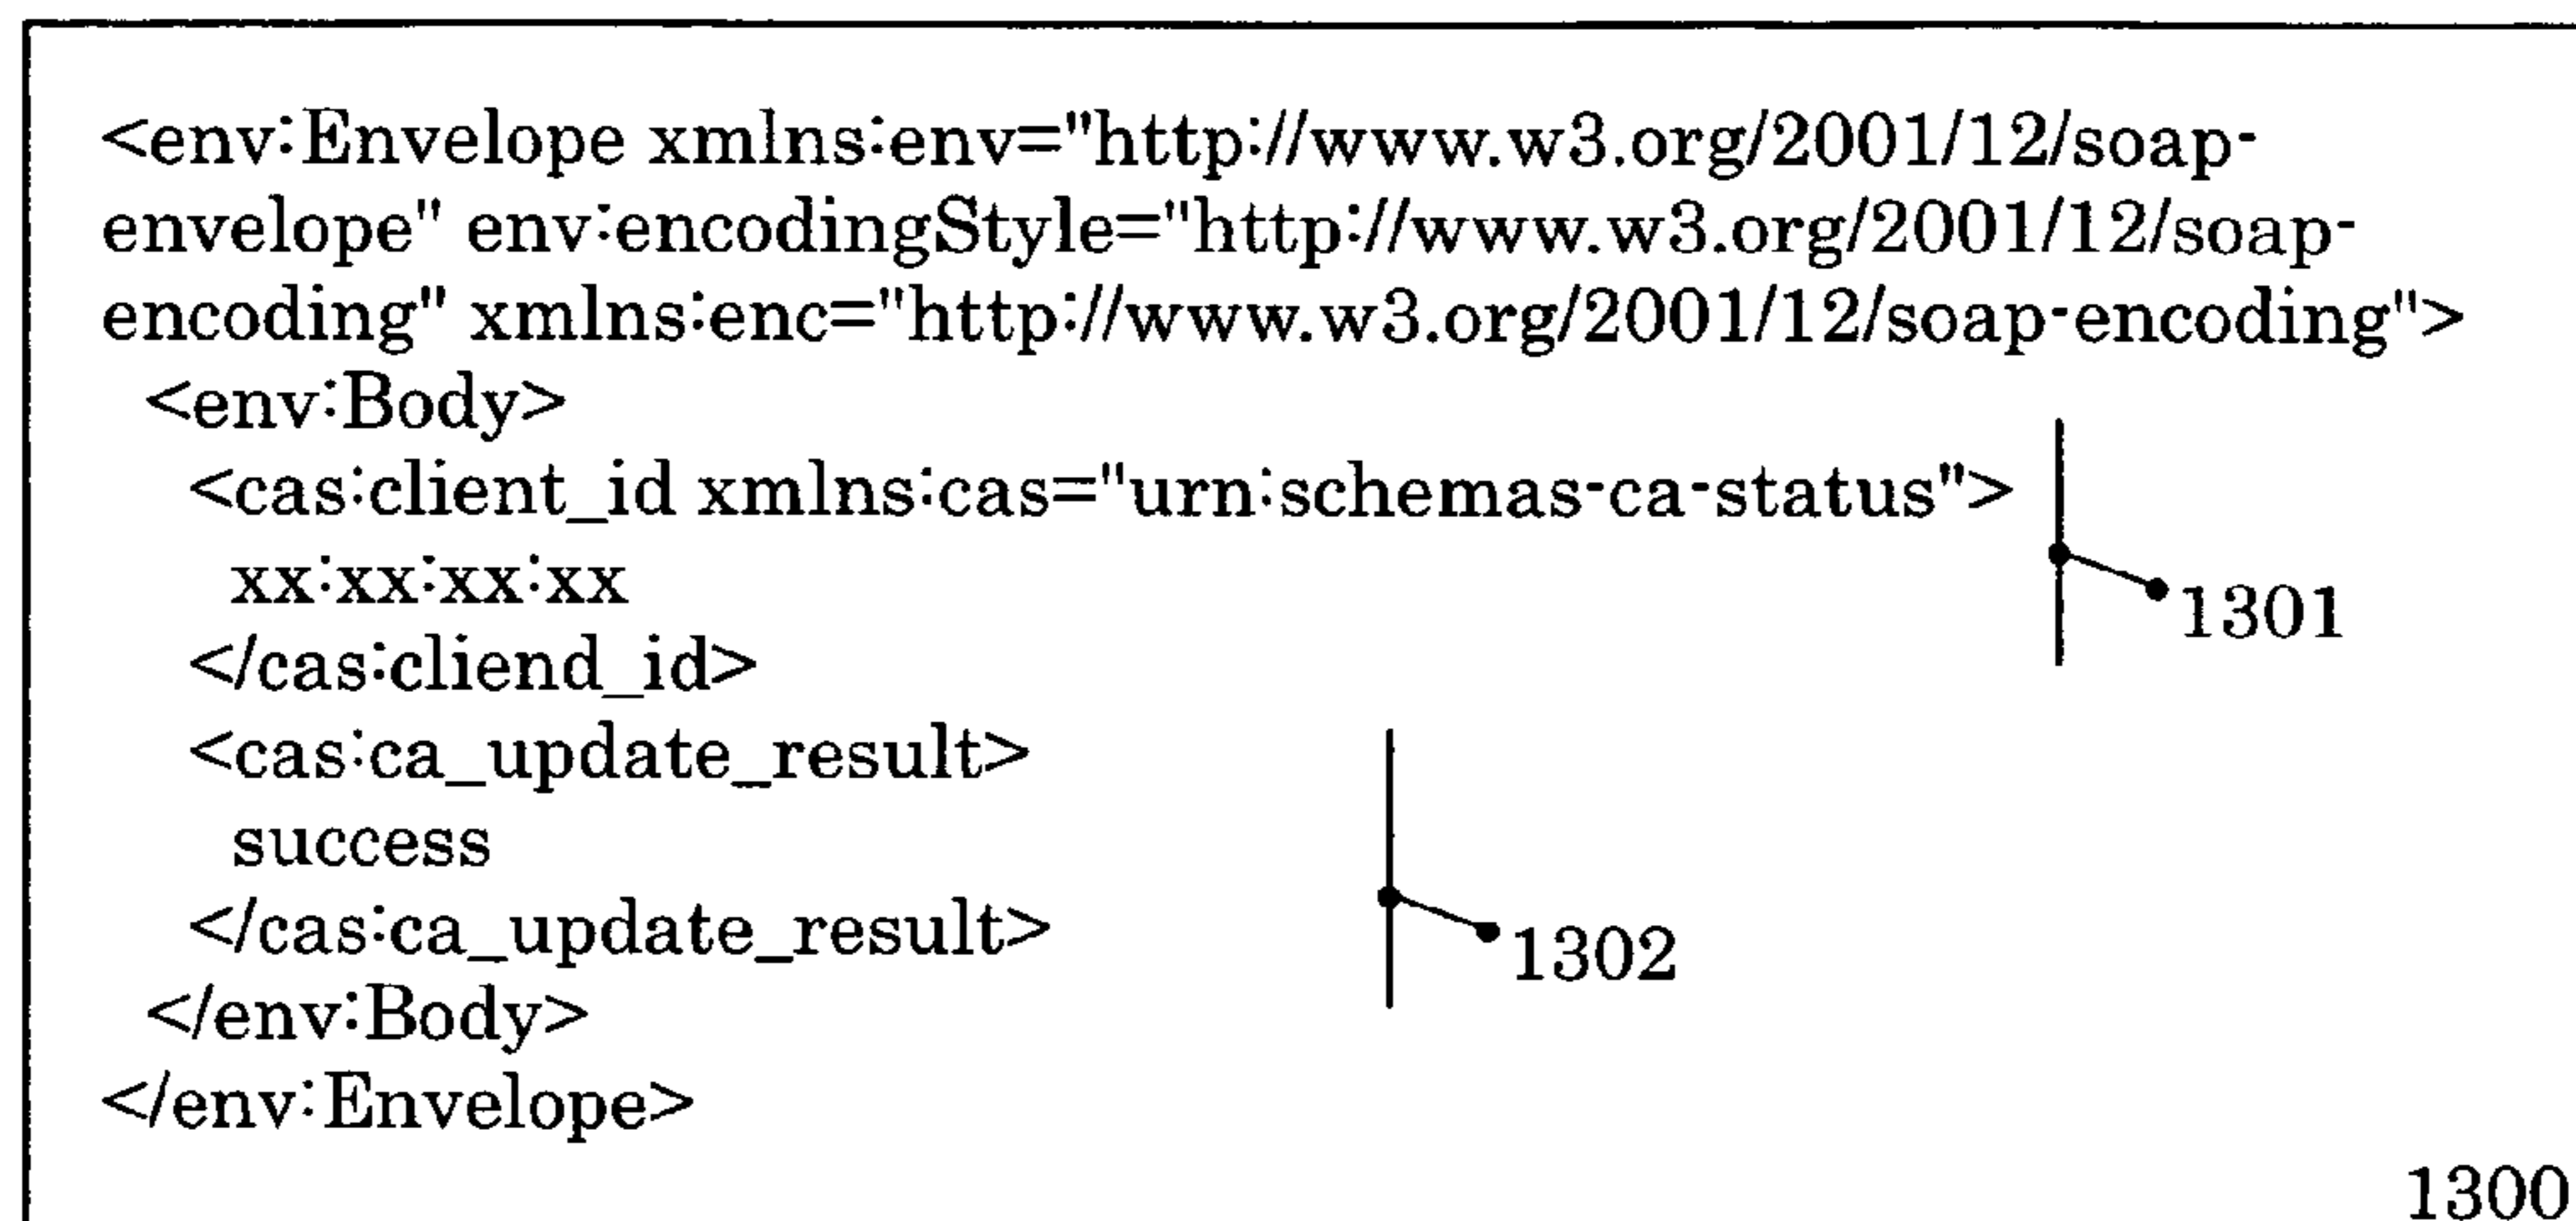 <env:Envelope xmlns:env="http://www.w3.org/2001/12/soap-
envelope" env:encodingStyle="http://www.w3.org/2001/12/soap-
encoding" xmlns:enc="http://www.w3.org/2001/12/soap-encoding">
<env:Body>
<cas:client_id xmlns:cas="urn:schemas-ca-status">
xx:xx:xx:xx
1301
</cas:cliend_id>
<cas:ca_update_result>
success
</cas:ca_update_result>
1302
</env:Body>
</env:Envelope>
1300